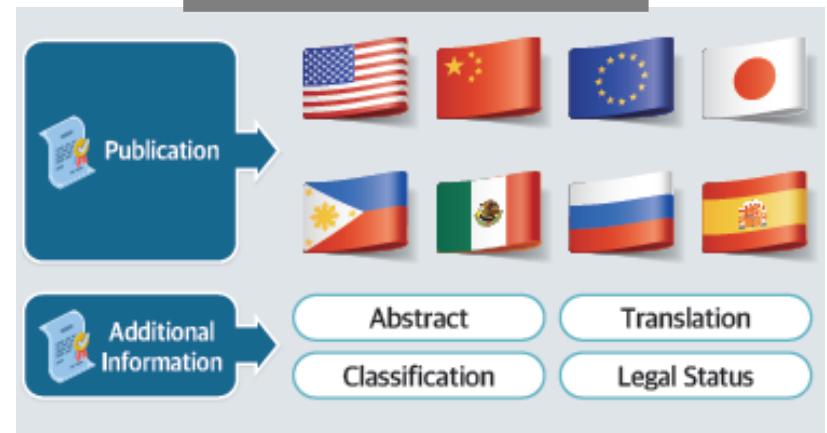 Publication
Additional
Information
Abstract
Translation
Classification
Legal Status